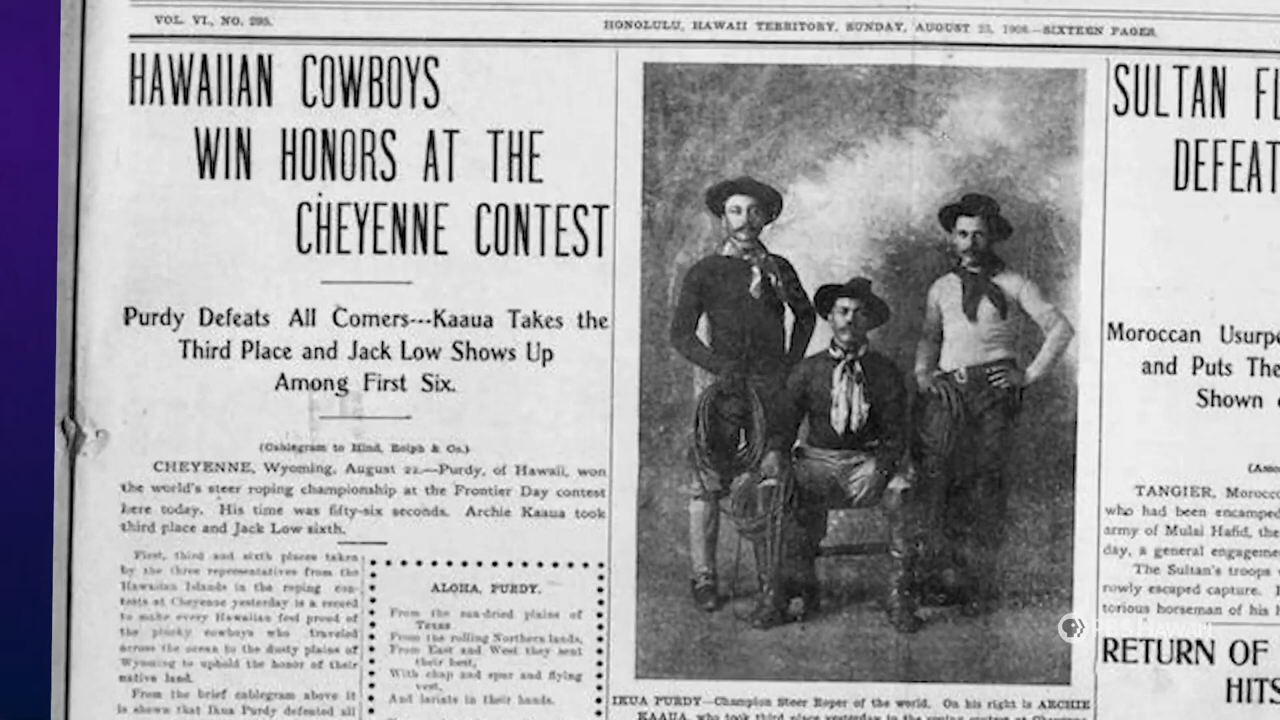 VOL. VI., NO. 295.
HONOLULU, HAWAII TERRITORY, SUNDAY, AUGUST 23, 1908.—SIXTEEN PAGES.
HAWAIIAN COWBOYS
WIN HONORS AT THE
CHEYENNE CONTEST
Purdy Defeats All Comers---Kaaua Takes the
Third Place and Jack Low Shows Up
Among First Six.
(Cablegram to Hind, Rolph & Co.)
CHEYENNE, Wyoming, August 22.—Purdy, of Hawaii, won
the world's steer roping championship at the Frontier Day contest
here today. His time was fifty-six seconds. Archie Kaaua took
third place and Jack Low sixth.
First, third and sixth places taken
by the three representatives from the
Hawaiian Islands in the roping con-
tests at Cheyenne yesterday is a record
to make every Hawaiian feel proud of
the plucky cowboys who traveled
across the ocean to the dusty plains of
Wyoming to uphold the honor of their
native land.
From the brief cablegram above it
is shown that Ikua Purdy defeated all
ALOHA, PURDY.
From the sun-dried plains of
Texas
From the rolling Northern lands,
From East and West they sent
their best,
With chap and spur and flying
vest,
And lariats in their hands.
IKUA PURDY—Champion Steer Roper of the world. On his right is ARCHIE
KAAUA, who took third place yesterday in the roping contest at Cheyenne
SULTAN FL
DEFEAT
Moroccan Usurpe
and Puts The
Shown
TANGIER, Morocc
who had been encamped
army of Mulai Hafid, the
day, a general engageme
The Sultan's troops
rowly escaped capture.
torious horseman of his
RETURN OF
HITS
PBS HAWAI'I